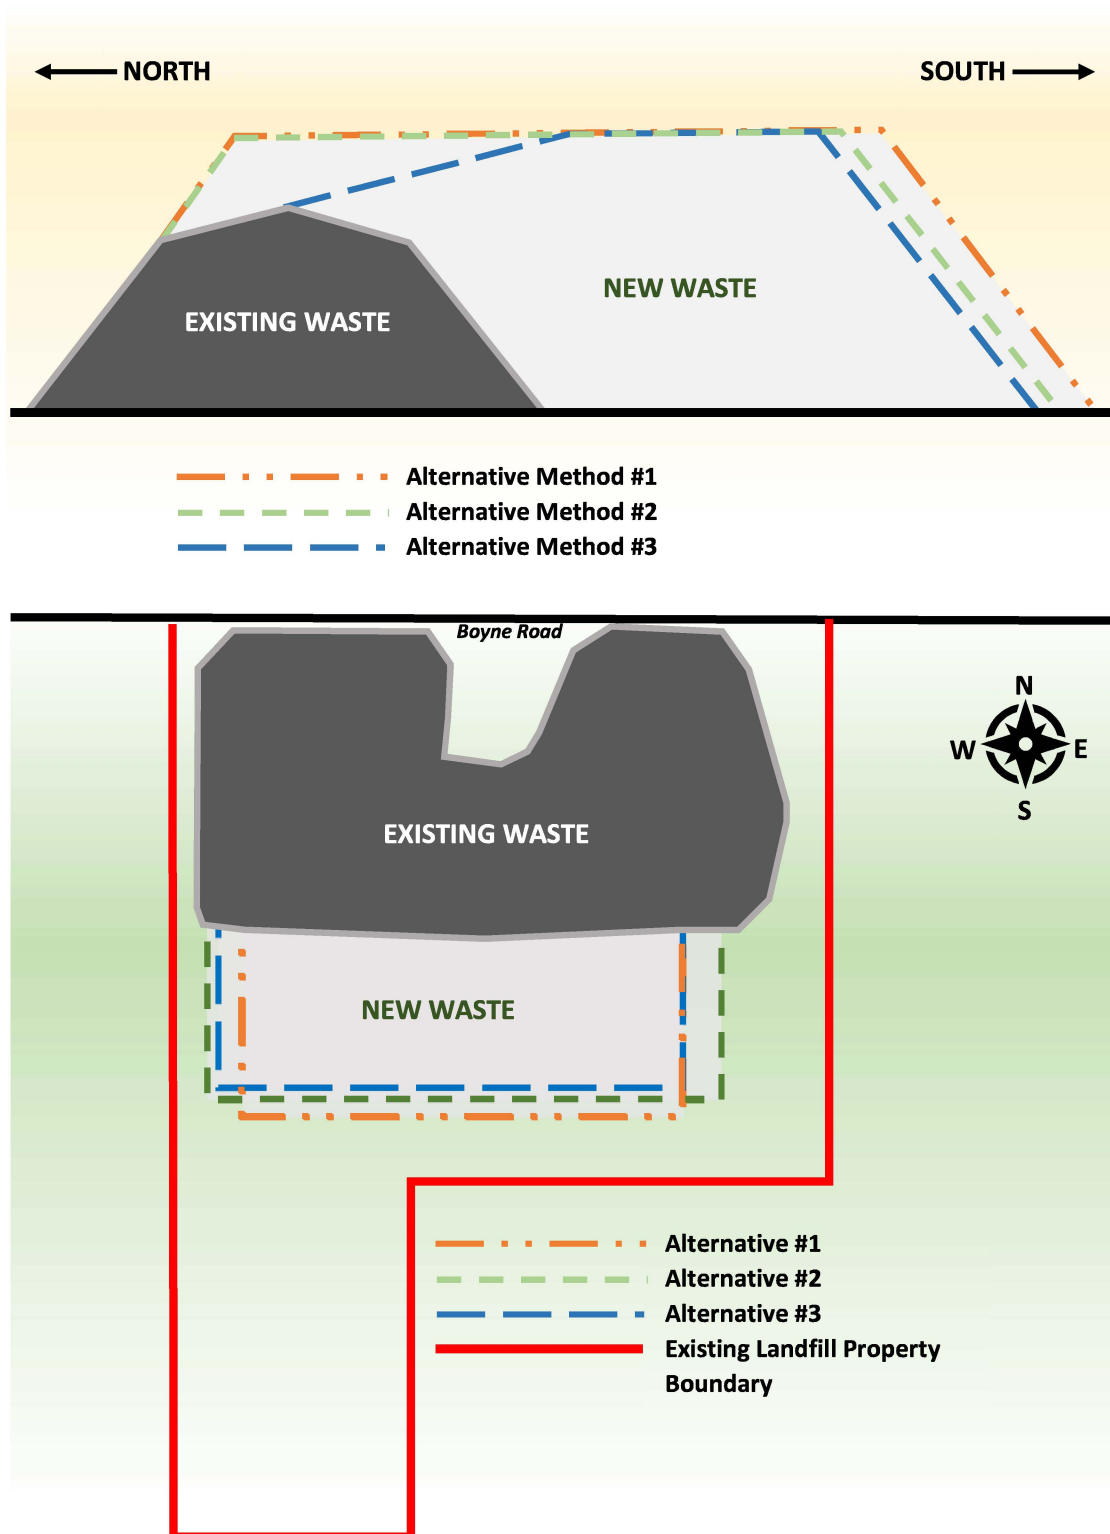 NORTH
SOUTH
NEW WASTE
EXISTING WASTE
Alternative Method #1
Alternative Method #2
Alternative Method #3
Boyne Road
N
W
E
S
EXISTING WASTE
NEW WASTE
Alternative #1
Alternative #2
Alternative #3
Existing Landfill Property
Boundary